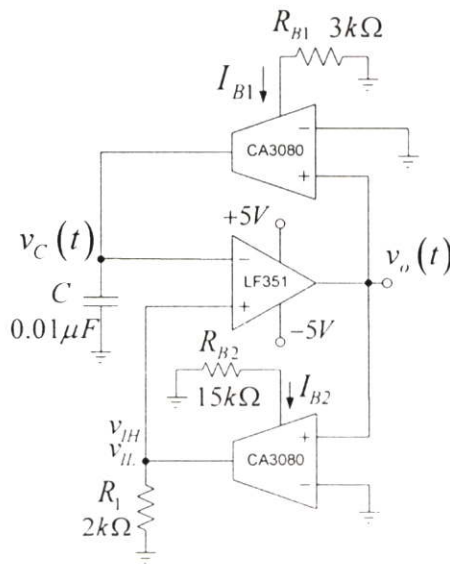 R_{B1} 3kΩ
I_{B1}
CA3080
−
+
+5V
v_C (t)
v_o (t)
−
LF351
+
C
0.01μF
−5V
R_{B2}
15kΩ
I_{B2}
v_{IH}
v_{IL}
+
CA3080
−
R_1
2kΩ